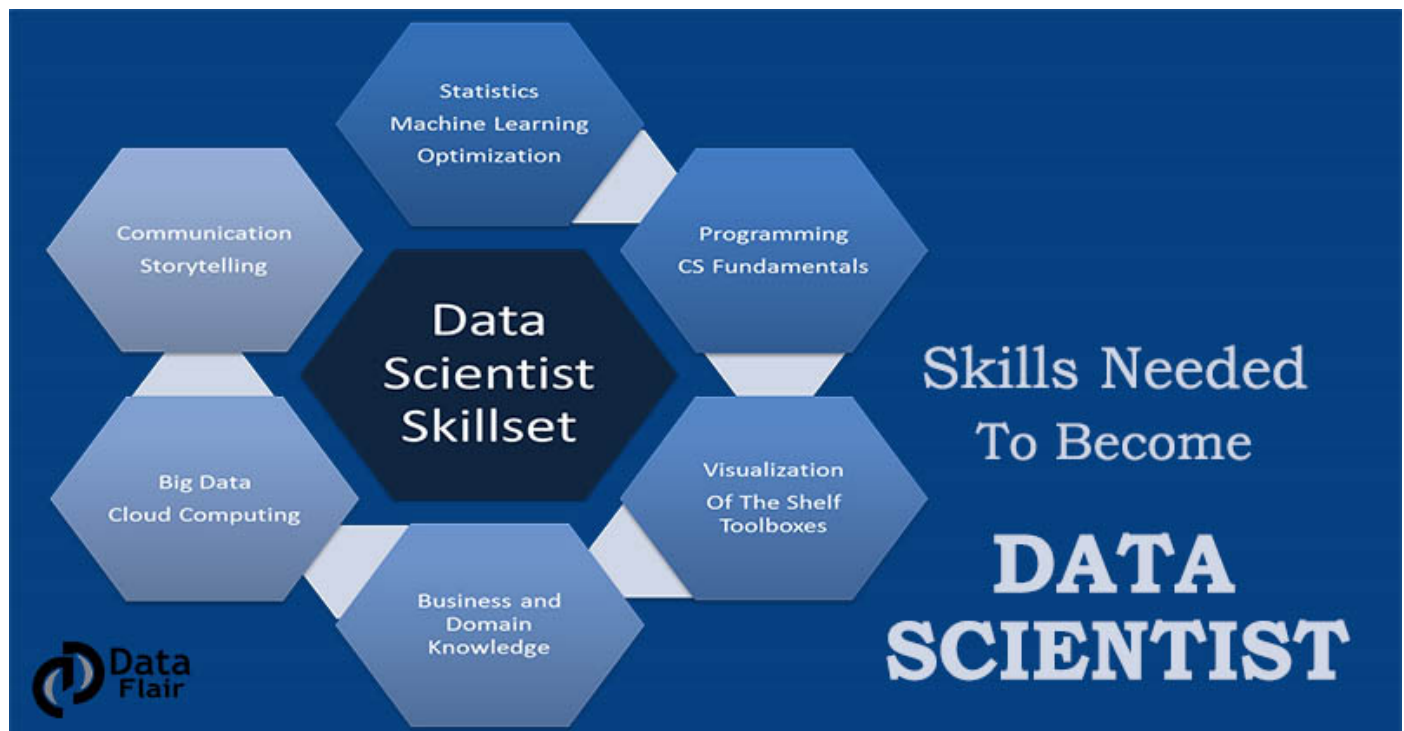 Statistics
Machine Learning
Optimization
Programming
CS Fundamentals
Visualization
Of The Shelf
Toolboxes
Business and
Domain
Knowledge
Big Data
Cloud Computing
Communication
Storytelling
Data
Scientist
Skillset
Skills Needed
To Become
DATA
SCIENTIST
Data
Flair